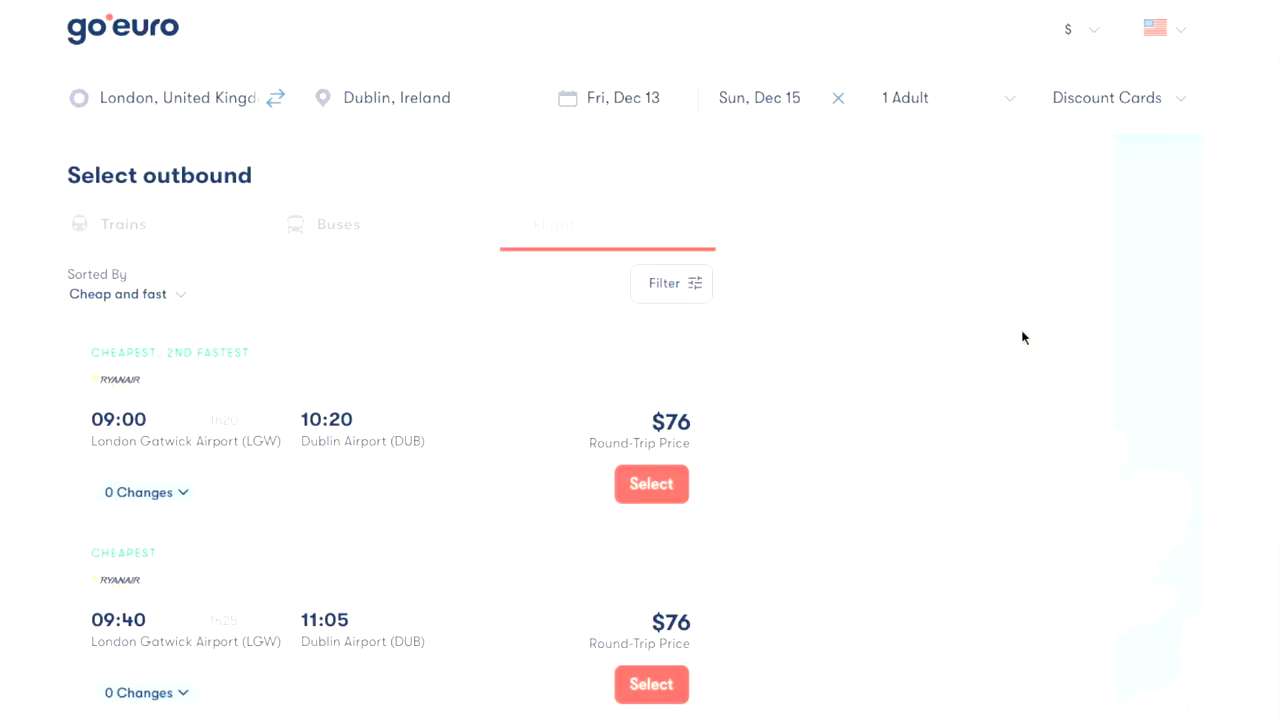 go euro
$
London, United Kingd
Dublin, Ireland
Fri, Dec 13
Sun, Dec 15
1 Adult
Discount Cards
Select outbound
Trains
Buses
Flights
Sorted By
Cheap and fast
Filter
CHEAPEST, 2ND FASTEST
RYANAIR
09:00
1h20
10:20
$76
London Gatwick Airport (LGW)
Dublin Airport (DUB)
Round-Trip Price
Select
0 Changes
CHEAPEST
RYANAIR
09:40
1h25
11:05
$76
London Gatwick Airport (LGW)
Dublin Airport (DUB)
Round-Trip Price
Select
0 Changes